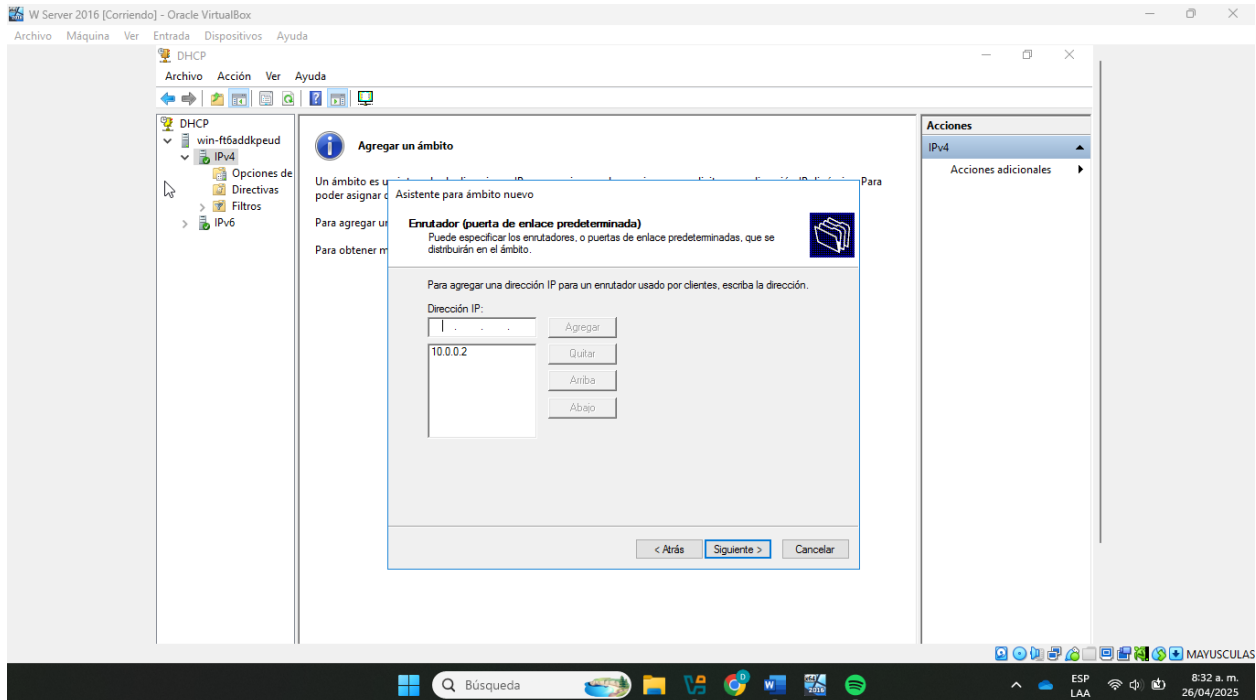 W Server 2016 [Corriendo] - Oracle VirtualBox
Archivo Máquina Ver Entrada Dispositivos Ayuda
DHCP
Archivo Acción Ver Ayuda
DHCP
win-ft6addkpeud
IPv4
Opciones de
Directivas
Filtros
IPv6
Agregar un ámbito
Un ámbito es u
Para
poder asignar
Para agregar ur
Para obtener m
Asistente para ámbito nuevo
Enrutador (puerta de enlace predeterminada)
Puede especificar los enrutadores, o puertas de enlace predeterminadas, que se
distribuirán en el ámbito.
Para agregar una dirección IP para un enrutador usado por clientes, escriba la dirección.
Dirección IP:
. . .
Agregar
10.0.0.2
Quitar
Arriba
Abajo
< Atrás Siguiente > Cancelar
Acciones
IPv4
Acciones adicionales
MAYUSCULAS
Búsqueda
2016
ESP
LAA
8:32 a. m.
26/04/2025